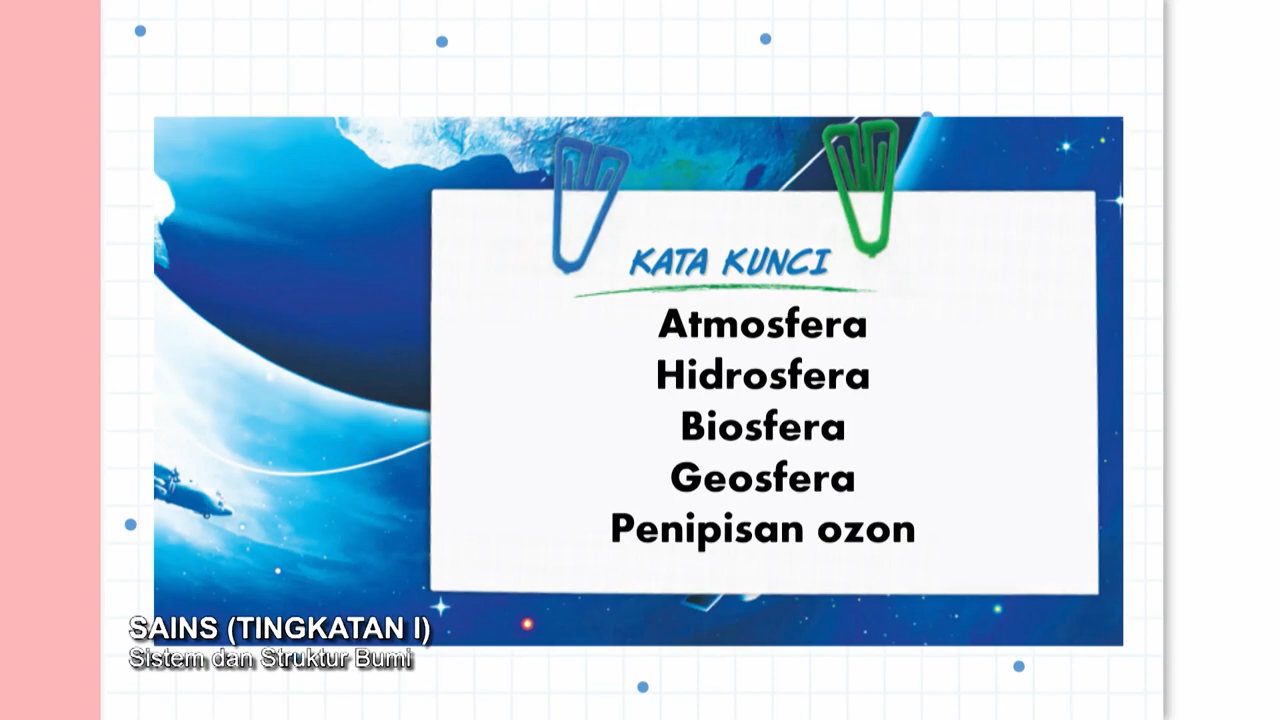 KATA KUNCI
Atmosfera
Hidrosfera
Biosfera
Geosfera
Penipisan ozon
SAINS (TINGKATAN I)
Sistem dan Struktur Bumi